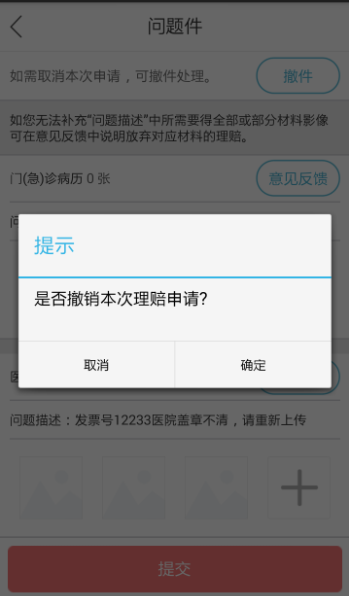 问题件
如需取消本次申请，可撤件处理。
撤件
如您无法补充“问题描述”中所需要得全部或部分材料影像
可在意见反馈中说明放弃对应材料的理赔。
门(急)诊病历 0 张
意见反馈
提示
是否撤销本次理赔申请?
取消
确定
问题描述：发票号12233医院盖章不清，请重新上传
提交